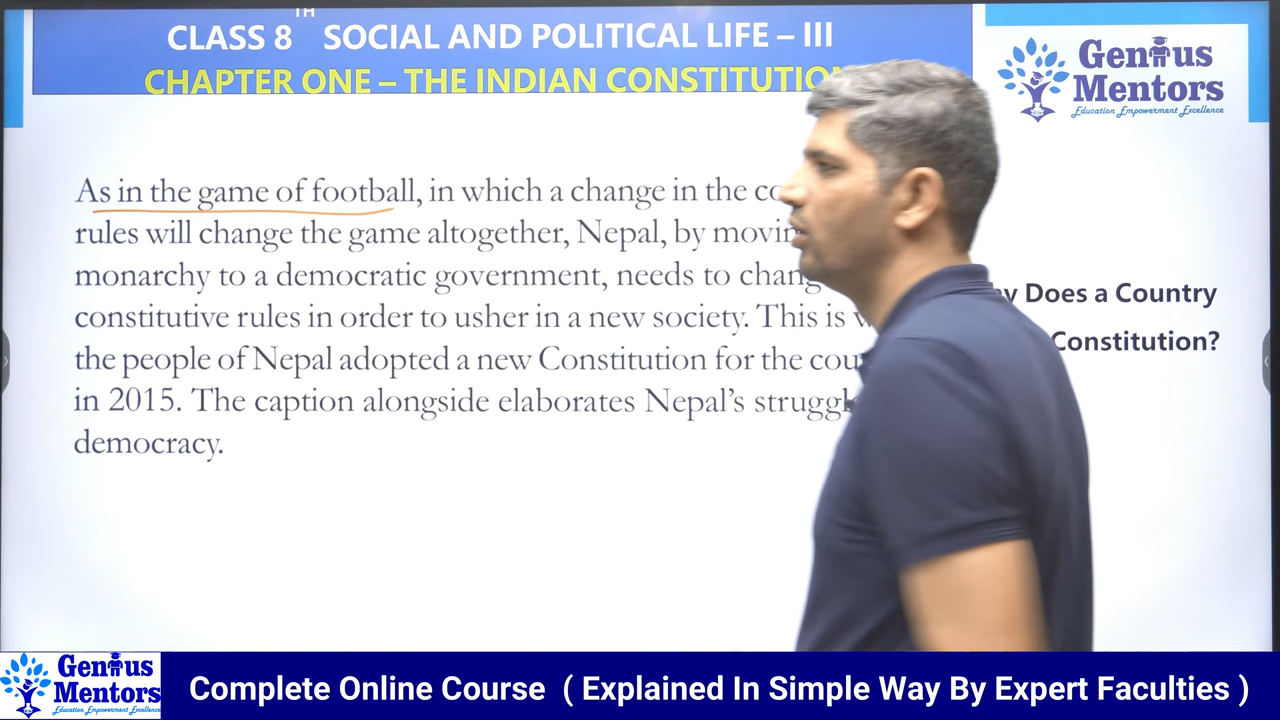 CLASS 8TH SOCIAL AND POLITICAL LIFE – III
CHAPTER ONE – THE INDIAN CONSTITUTION
Genius
Mentors
Education Empowerment Excellence
As in the game of football, in which a change in the
rules will change the game altogether, Nepal, by
monarchy to a democratic government, needs to
constitutive rules in order to usher in a new society. This is
the people of Nepal adopted a new Constitution for the
in 2015. The caption alongside elaborates Nepal’s
democracy.
Does a Country
Constitution?
Genius
Mentors
Education Empowerment Excellence
Complete Online Course ( Explained In Simple Way By Expert Faculties )